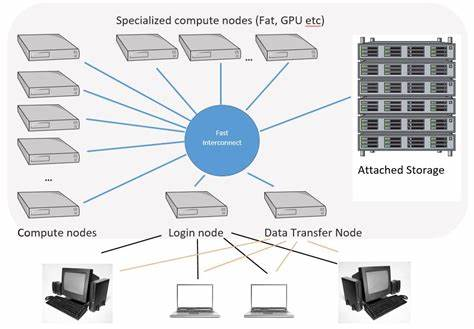 Specialized compute nodes (Fat, GPU etc)
...
Fast
Interconnect
...
Attached Storage
Compute nodes
Login node
Data Transfer Node